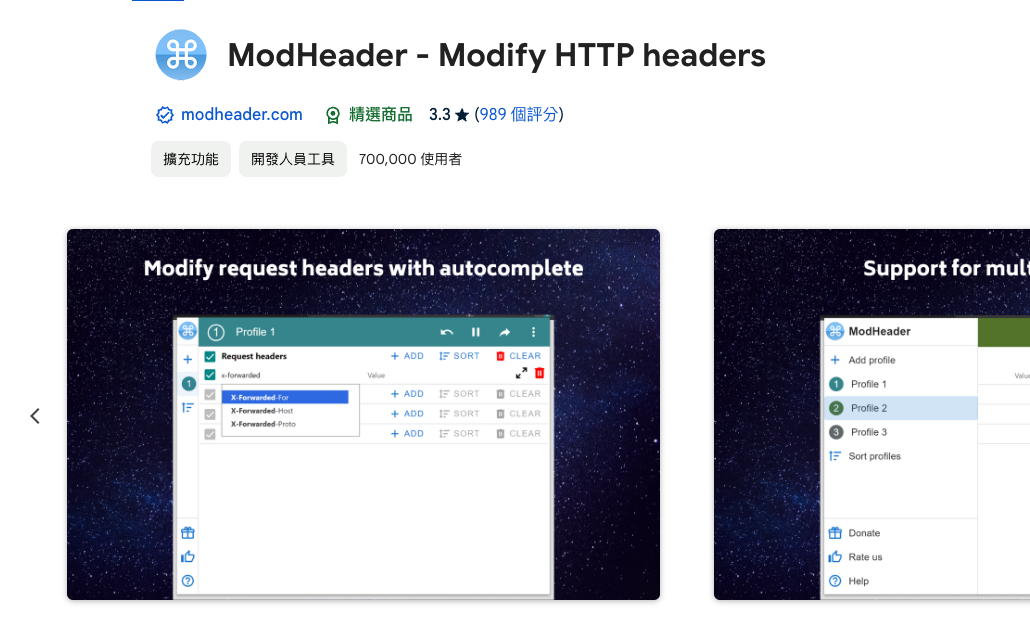 ModHeader - Modify HTTP headers
modheader.com 精選商品 3.3 ★ (989 個評分)
擴充功能 開發人員工具 700,000 使用者
Modify request headers with autocomplete
1 Profile 1
Request headers + ADD SORT CLEAR
x-forwarded Value
1
X-Forwarded-For + ADD SORT CLEAR
X-Forwarded-Host + ADD SORT CLEAR
X-Forwarded-Proto + ADD SORT CLEAR
Support for mult
ModHeader
+ Add profile
1 Profile 1
2 Profile 2
3 Profile 3
Sort profiles
Donate
Rate us
Help
Value